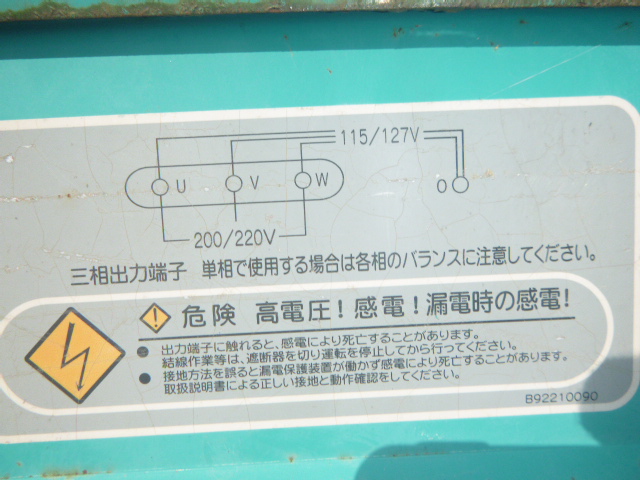 115/127V
U V W O
200/220V
三相出力端子 単相で使用する場合は各相のバランスに注意してください。
危険 高電圧!感電!漏電時の感電!
● 出力端子に触れると、感電により死亡することがあります。
結線作業等は、遮断器を切り運転を停止してから行ってください。
● 接地方法を誤ると漏電保護装置が働かず感電により死亡することがあります。
取扱説明書による正しい接地と動作確認をしてください。
B92210090